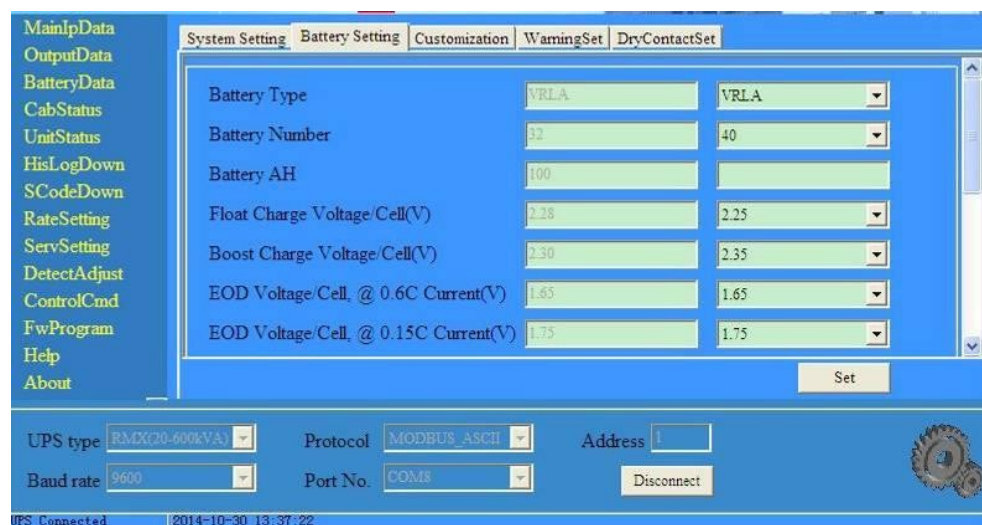 MainIpData
OutputData
BatteryData
CabStatus
UnitStatus
HisLogDown
SCodeDown
RateSetting
ServSetting
DetectAdjust
ControlCmd
FwProgram
Help
About
System Setting Battery Setting Customization WarningSet DryContactSet
Battery Type VRLA VRLA
Battery Number 32 40
Battery AH 100
Float Charge Voltage/Cell(V) 2.28 2.25
Boost Charge Voltage/Cell(V) 2.30 2.35
EOD Voltage/Cell, @ 0.6C Current(V) 1.65 1.65
EOD Voltage/Cell, @ 0.15C Current(V) 1.75 1.75
Set
UPS type RMX(20-600kVA) Protocol MODBUS_ASCII Address 1
Baud rate 9600 Port No. COM8 Disconnect
UPS Connected 2014-10-30 13:37:22